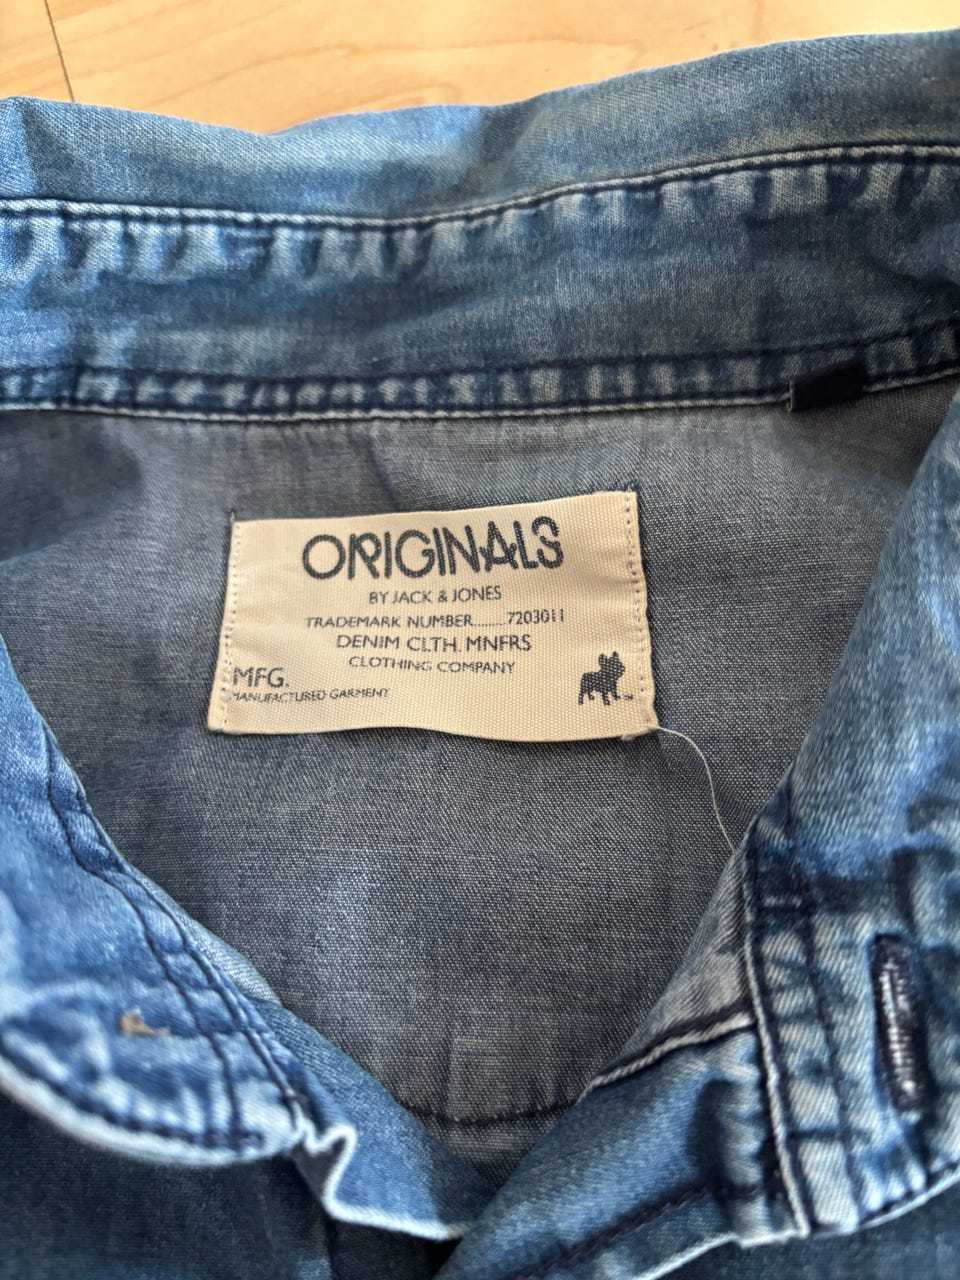 ORIGINALS
BY JACK & JONES
TRADEMARK NUMBER........7203011
DENIM CLTH. MNFRS
CLOTHING COMPANY
MFG.
MANUFACTURED GARMENT